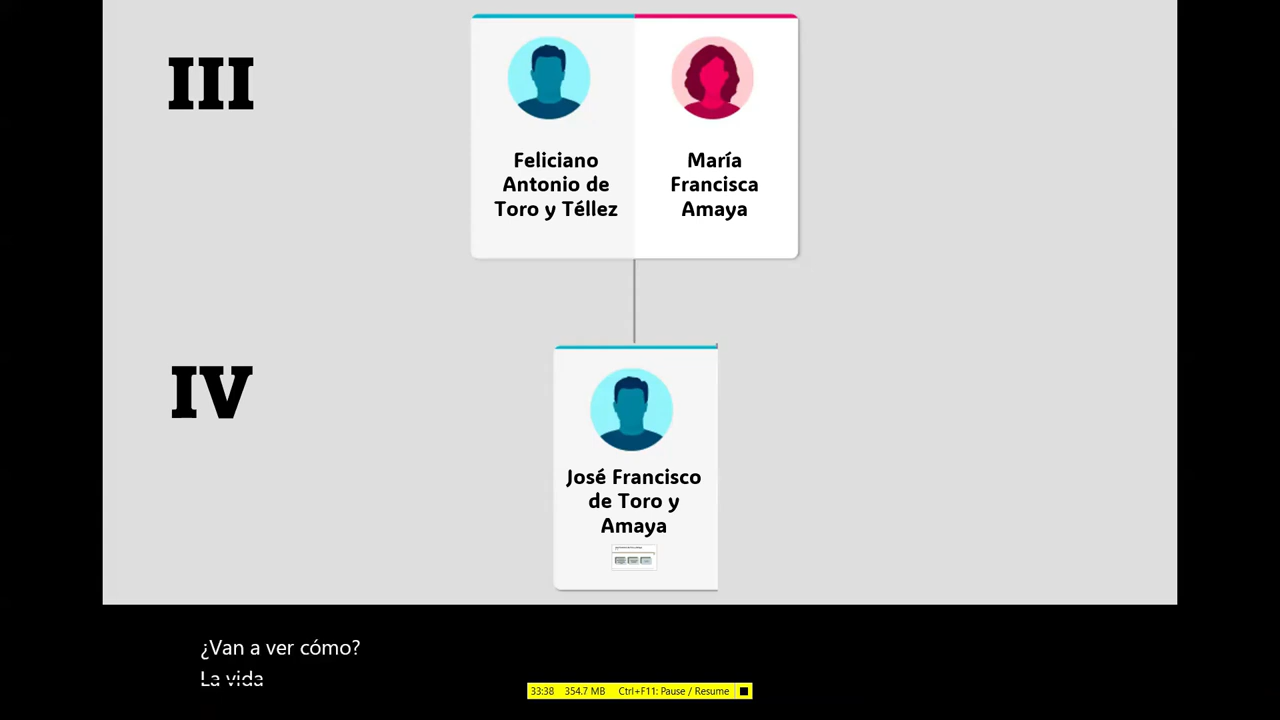 III
Feliciano
Antonio de
Toro y Téllez
María
Francisca
Amaya
IV
José Francisco
de Toro y
Amaya
¿Van a ver cómo?
La vida
33:38 354.7 MB Ctrl+F11: Pause / Resume